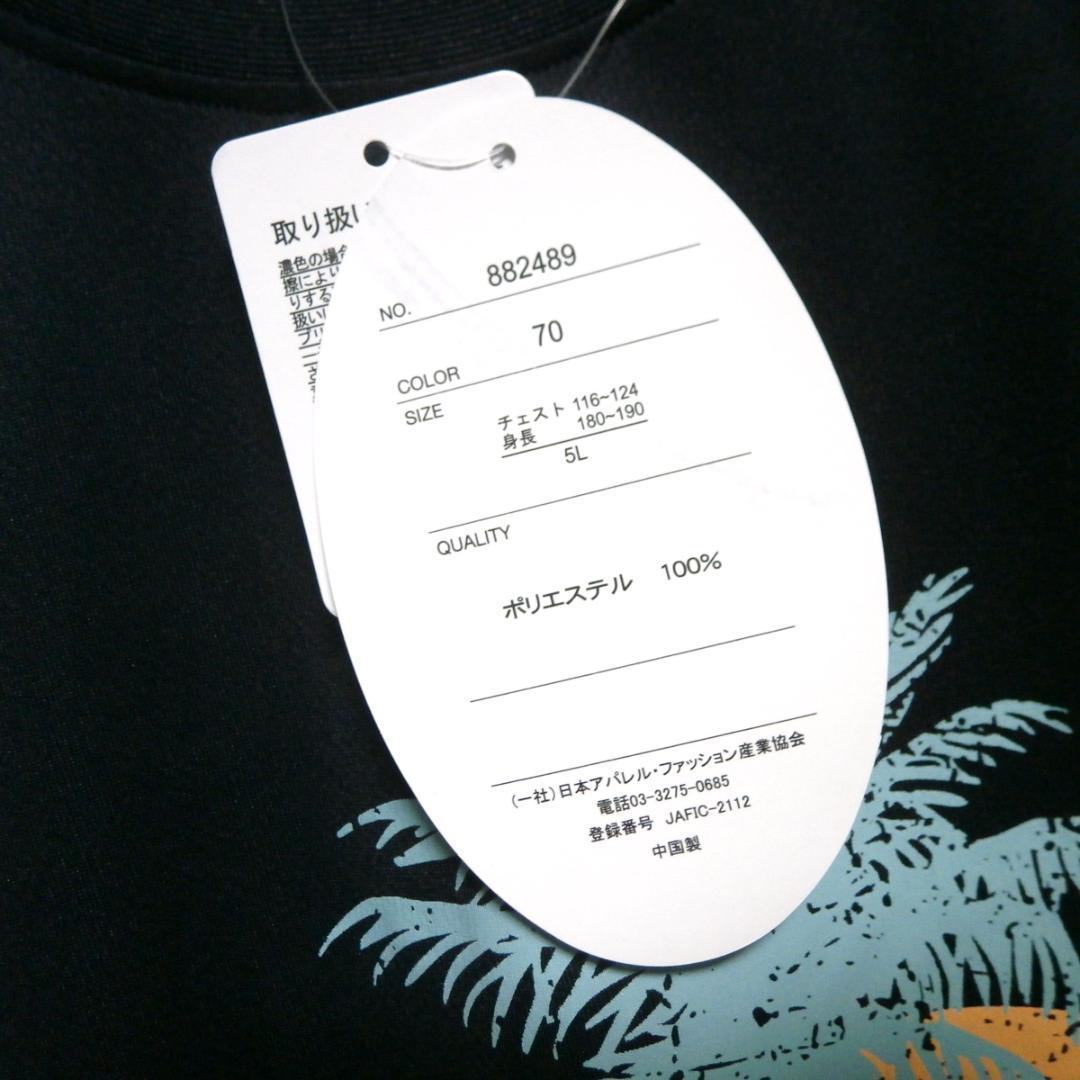 取り扱い
濃色の場合
擦により
りする
扱い
プリ
NO. 882489
COLOR 70
SIZE チェスト 116~124
身長 180~190
5L
QUALITY
ポリエステル 100%
(一社)日本アパレル・ファッション産業協会
電話03-3275-0685
登録番号 JAFIC-2112
中国製